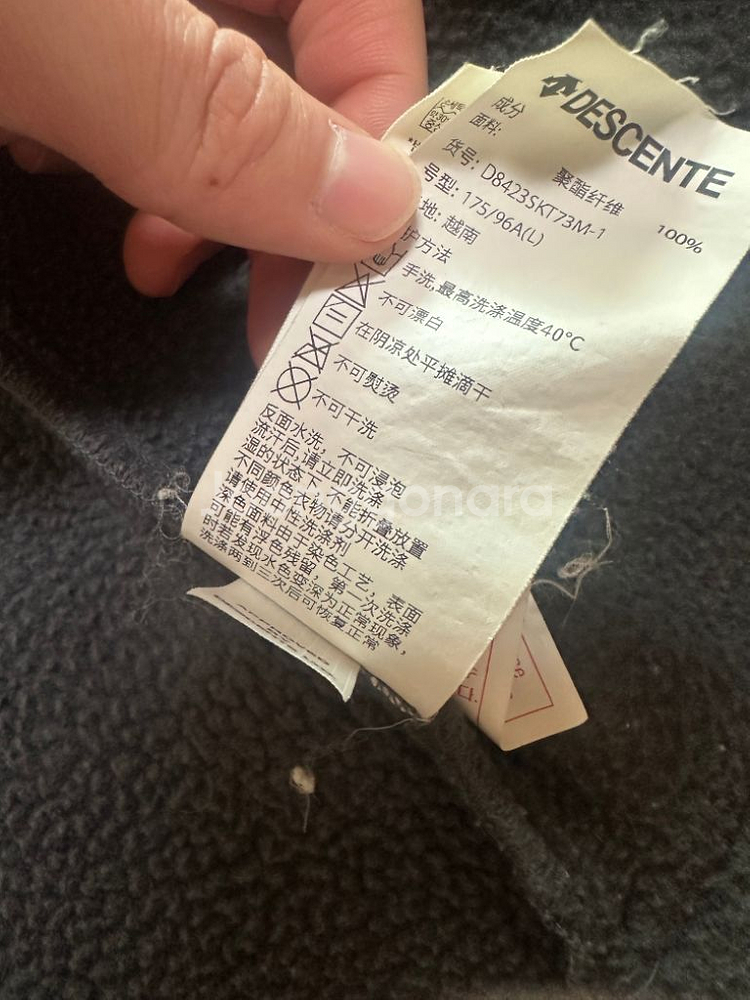 DESCENTE
成分
面料: 聚酯纤维 100%
货号: D8423SKT73M-1
号型: 175/96A(L)
地: 越南
护方法
手洗,最高洗涤温度40°C
不可漂白
在阴凉处平摊滴干
不可熨烫
不可干洗
反面水洗, 不可浸泡
流汗后,请立即洗涤
湿的状态下,不能折叠放置
不同颜色衣物请分开洗涤
请使用中性洗涤剂
深色面料由于染色工艺, 表面
可能有浮色残留, 第一次洗涤
时若发现水色变深为正常现象,
洗涤两到三次后可恢复正常